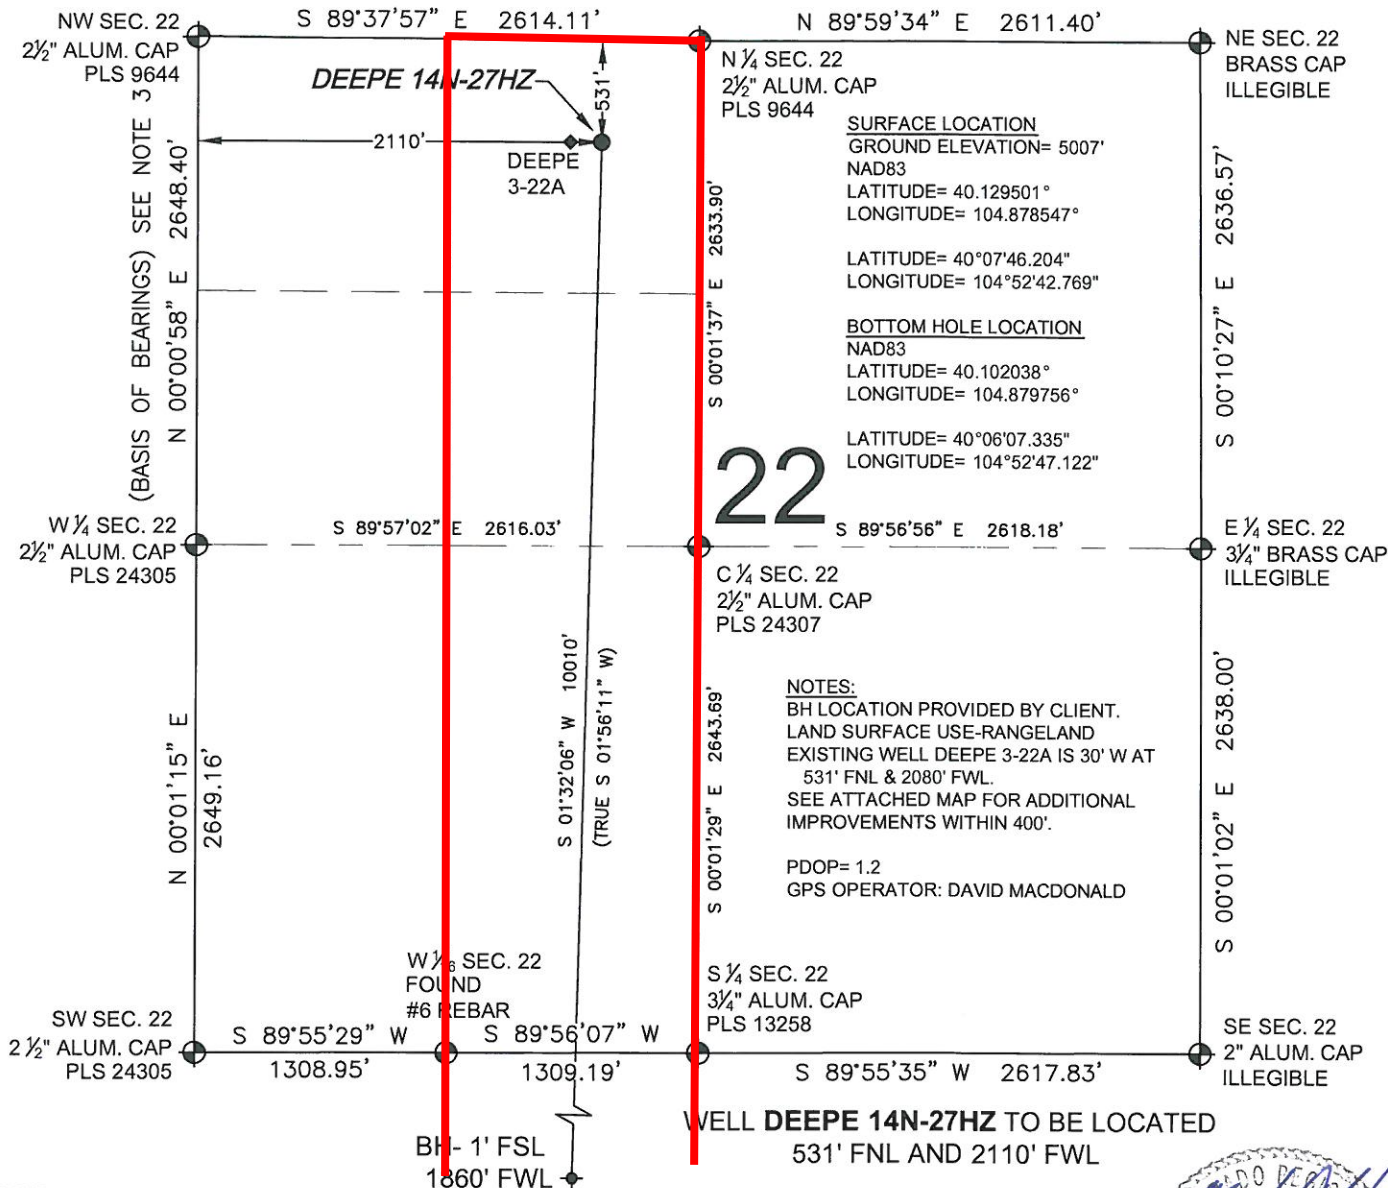 S 89°37'57" E 2614.11'
N 89°59'34" E 2611.40'
NW SEC. 22
2½" ALUM. CAP
PLS 9644
N ¼ SEC. 22
2½" ALUM. CAP
PLS 9644
NE SEC. 22
BRASS CAP
ILLEGIBLE
DEEPE 14N-27HZ
531'
2110'
DEEPE
3-22A
(BASIS OF BEARINGS) SEE NOTE 3
N 00°00'58" E 2648.40'
S 00°01'37" E 2633.90'
S 00°10'27" E 2636.57'
SURFACE LOCATION
GROUND ELEVATION= 5007'
NAD83
LATITUDE= 40.129501°
LONGITUDE= 104.878547°
LATITUDE= 40°07'46.204"
LONGITUDE= 104°52'42.769"
BOTTOM HOLE LOCATION
NAD83
LATITUDE= 40.102038°
LONGITUDE= 104.879756°
LATITUDE= 40°06'07.335"
LONGITUDE= 104°52'47.122"
22
W ¼ SEC. 22
2½" ALUM. CAP
PLS 24305
S 89°57'02" E 2616.03'
S 89°56'56" E 2618.18'
E ¼ SEC. 22
3¼" BRASS CAP
ILLEGIBLE
C ¼ SEC. 22
2½" ALUM. CAP
PLS 24307
N 00°01'15" E
2649.16'
S 01°32'06" W 10010'
(TRUE S 01°56'11" W)
S 00°01'29" E 2643.69'
S 00°01'02" E 2638.00'
NOTES:
BH LOCATION PROVIDED BY CLIENT.
LAND SURFACE USE-RANGELAND
EXISTING WELL DEEPE 3-22A IS 30' W AT
531' FNL & 2080' FWL.
SEE ATTACHED MAP FOR ADDITIONAL
IMPROVEMENTS WITHIN 400'.
PDOP= 1.2
GPS OPERATOR: DAVID MACDONALD
W 1/16 SEC. 22
FOUND
#6 REBAR
S ¼ SEC. 22
3¼" ALUM. CAP
PLS 13258
SW SEC. 22
2 ½" ALUM. CAP
PLS 24305
S 89°55'29" W
1308.95'
S 89°56'07" W
1309.19'
S 89°55'35" W 2617.83'
SE SEC. 22
2" ALUM. CAP
ILLEGIBLE
BH- 1' FSL
1860' FWL
WELL DEEPE 14N-27HZ TO BE LOCATED
531' FNL AND 2110' FWL